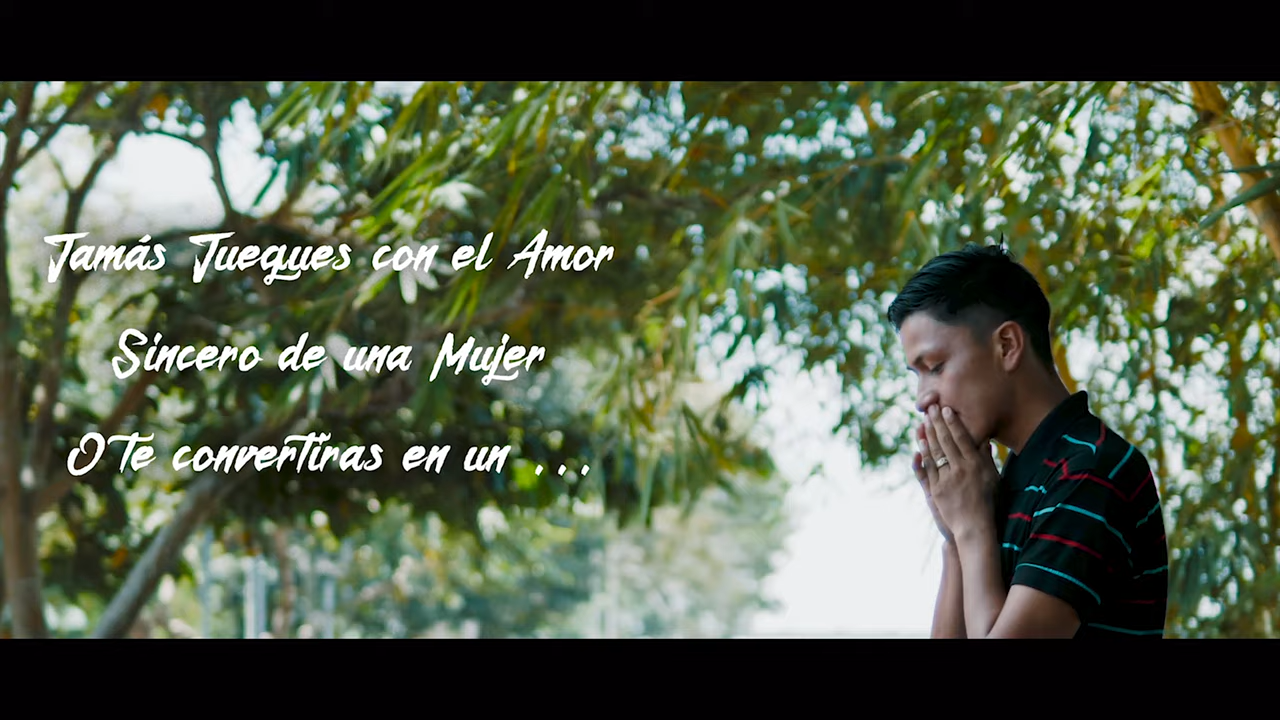 Jamás Juegues con el Amor
Sincero de una Mujer
O Te convertiras en un ...